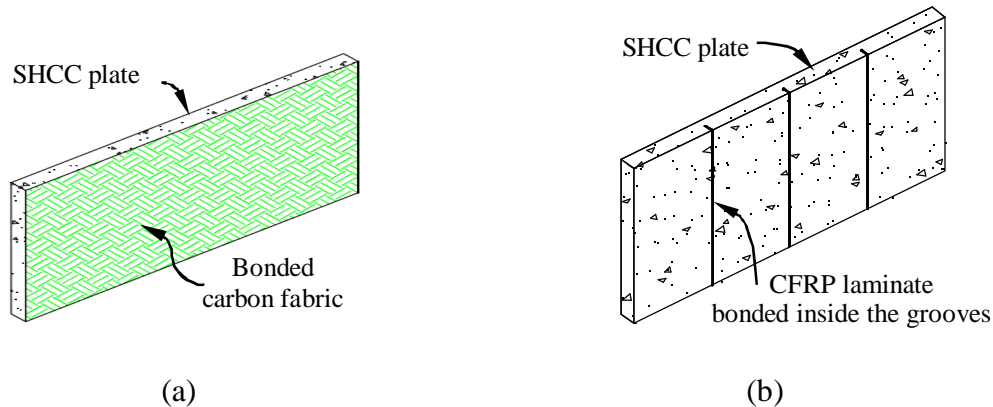 SHCC plate
Bonded
carbon fabric
(a)
SHCC plate
CFRP laminate
bonded inside the grooves
(b)